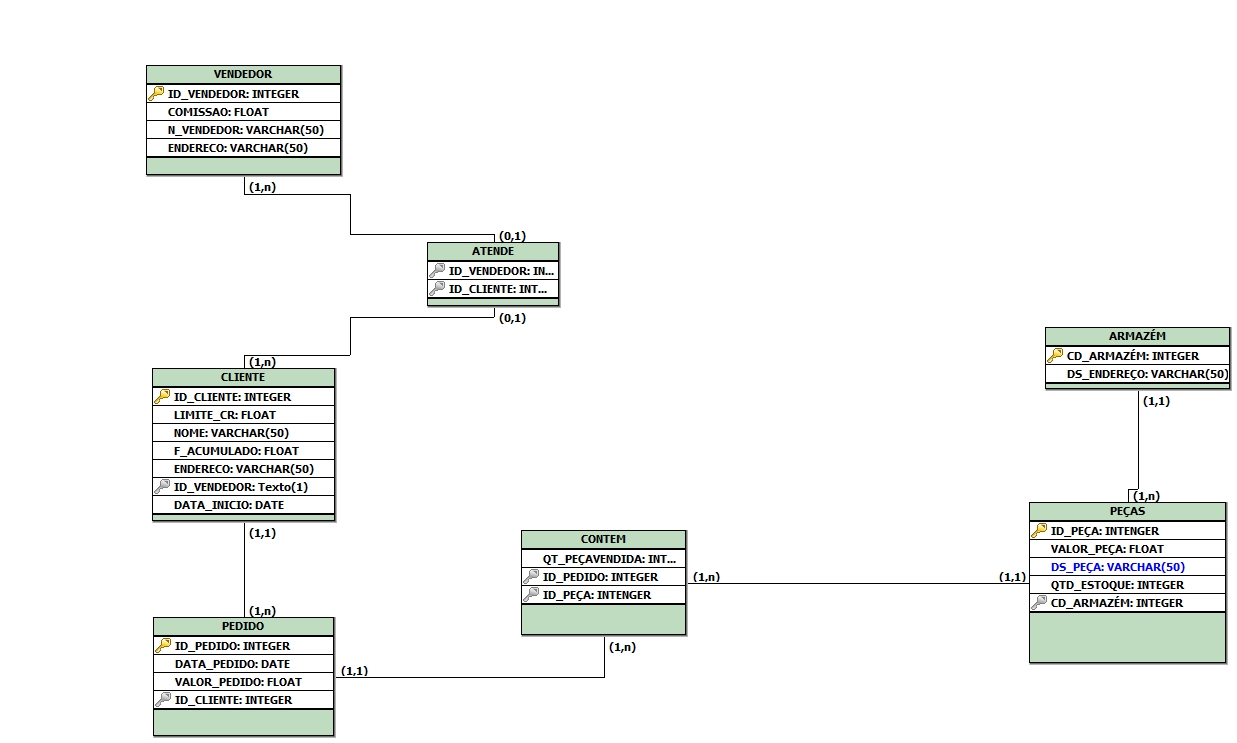 VENDEDOR
ID_VENDEDOR: INTEGER
COMISSAO: FLOAT
N_VENDEDOR: VARCHAR(50)
ENDERECO: VARCHAR(50)
(1,n)
(0,1)
ATENDE
ID_VENDEDOR: IN...
ID_CLIENTE: INT...
(0,1)
(1,n)
CLIENTE
ID_CLIENTE: INTEGER
LIMITE_CR: FLOAT
NOME: VARCHAR(50)
F_ACUMULADO: FLOAT
ENDERECO: VARCHAR(50)
ID_VENDEDOR: Texto(1)
DATA_INICIO: DATE
(1,1)
(1,n)
PEDIDO
ID_PEDIDO: INTEGER
DATA_PEDIDO: DATE
VALOR_PEDIDO: FLOAT
ID_CLIENTE: INTEGER
(1,1)
(1,n)
CONTEM
QT_PEÇAVENDIDA: INT...
ID_PEDIDO: INTEGER
ID_PEÇA: INTENGER
(1,n)
(1,1)
ARMAZÉM
CD_ARMAZÉM: INTEGER
DS_ENDEREÇO: VARCHAR(50)
(1,1)
(1,n)
PEÇAS
ID_PEÇA: INTENGER
VALOR_PEÇA: FLOAT
DS_PEÇA: VARCHAR(50)
QTD_ESTOQUE: INTEGER
CD_ARMAZÉM: INTEGER